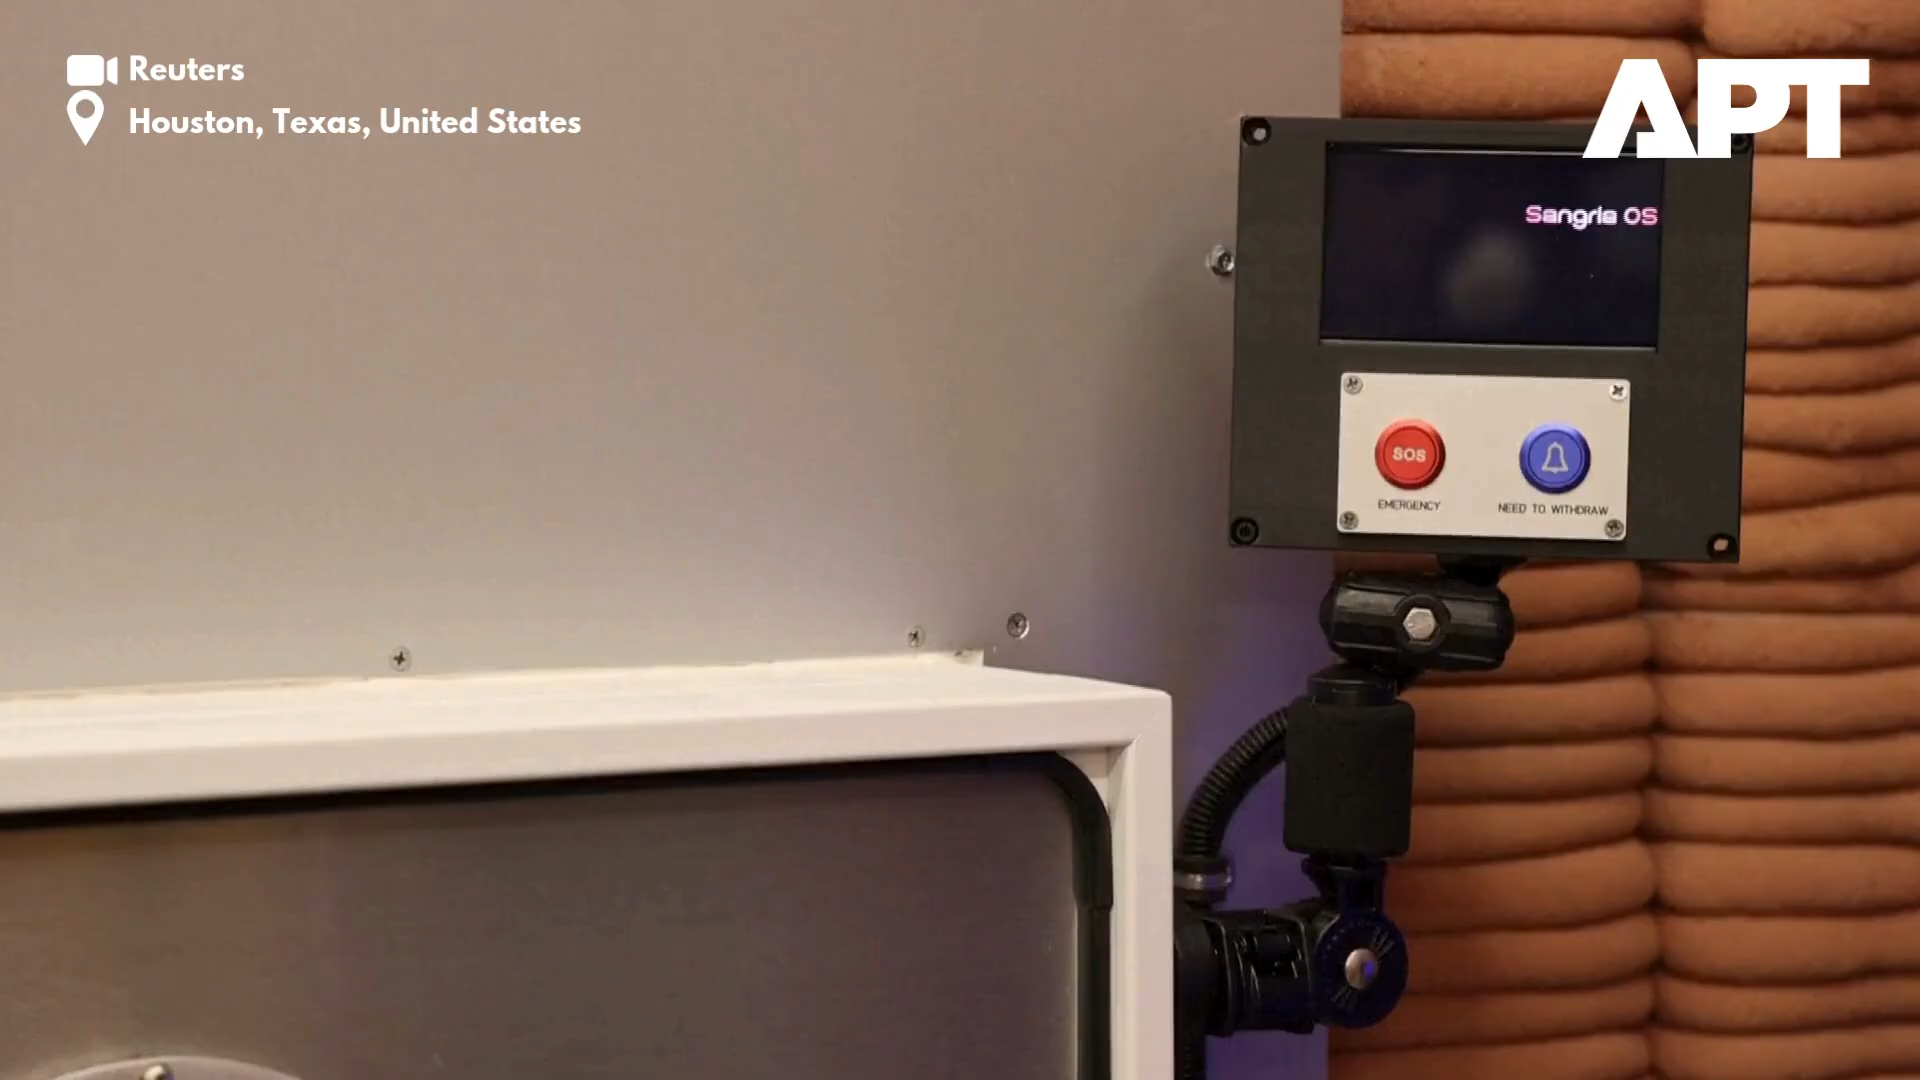 Reuters
Houston, Texas, United States
APT
Sangria OS
SOS
EMERGENCY
NEED TO WITHDRAW